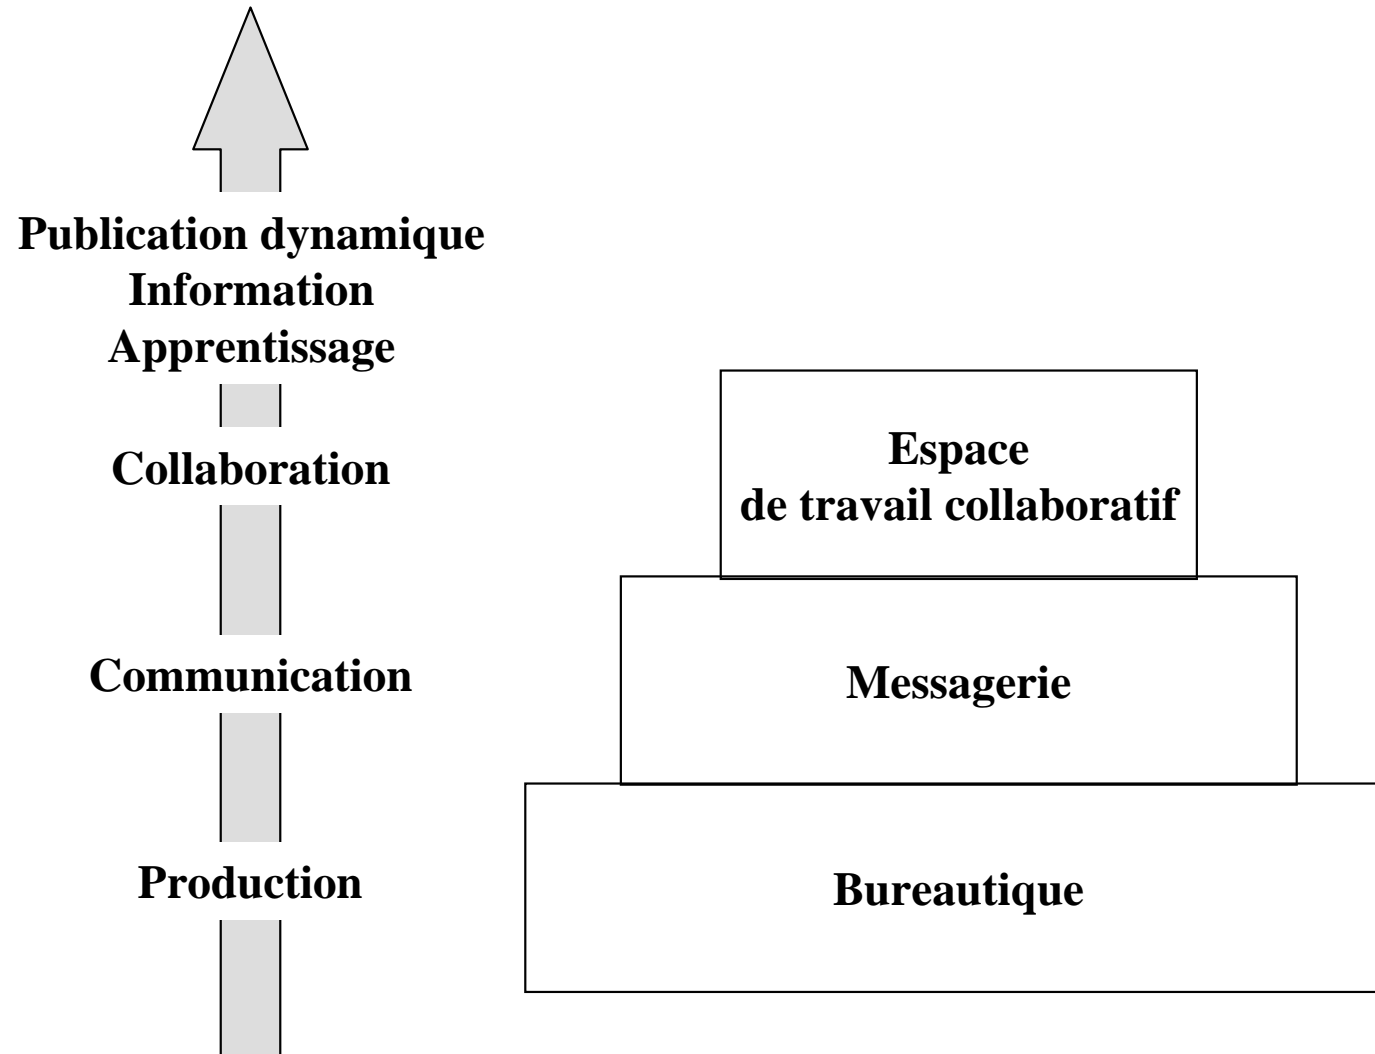 Publication dynamique
Information
Apprentissage
Collaboration
Communication
Production
Espace
de travail collaboratif
Messagerie
Bureautique